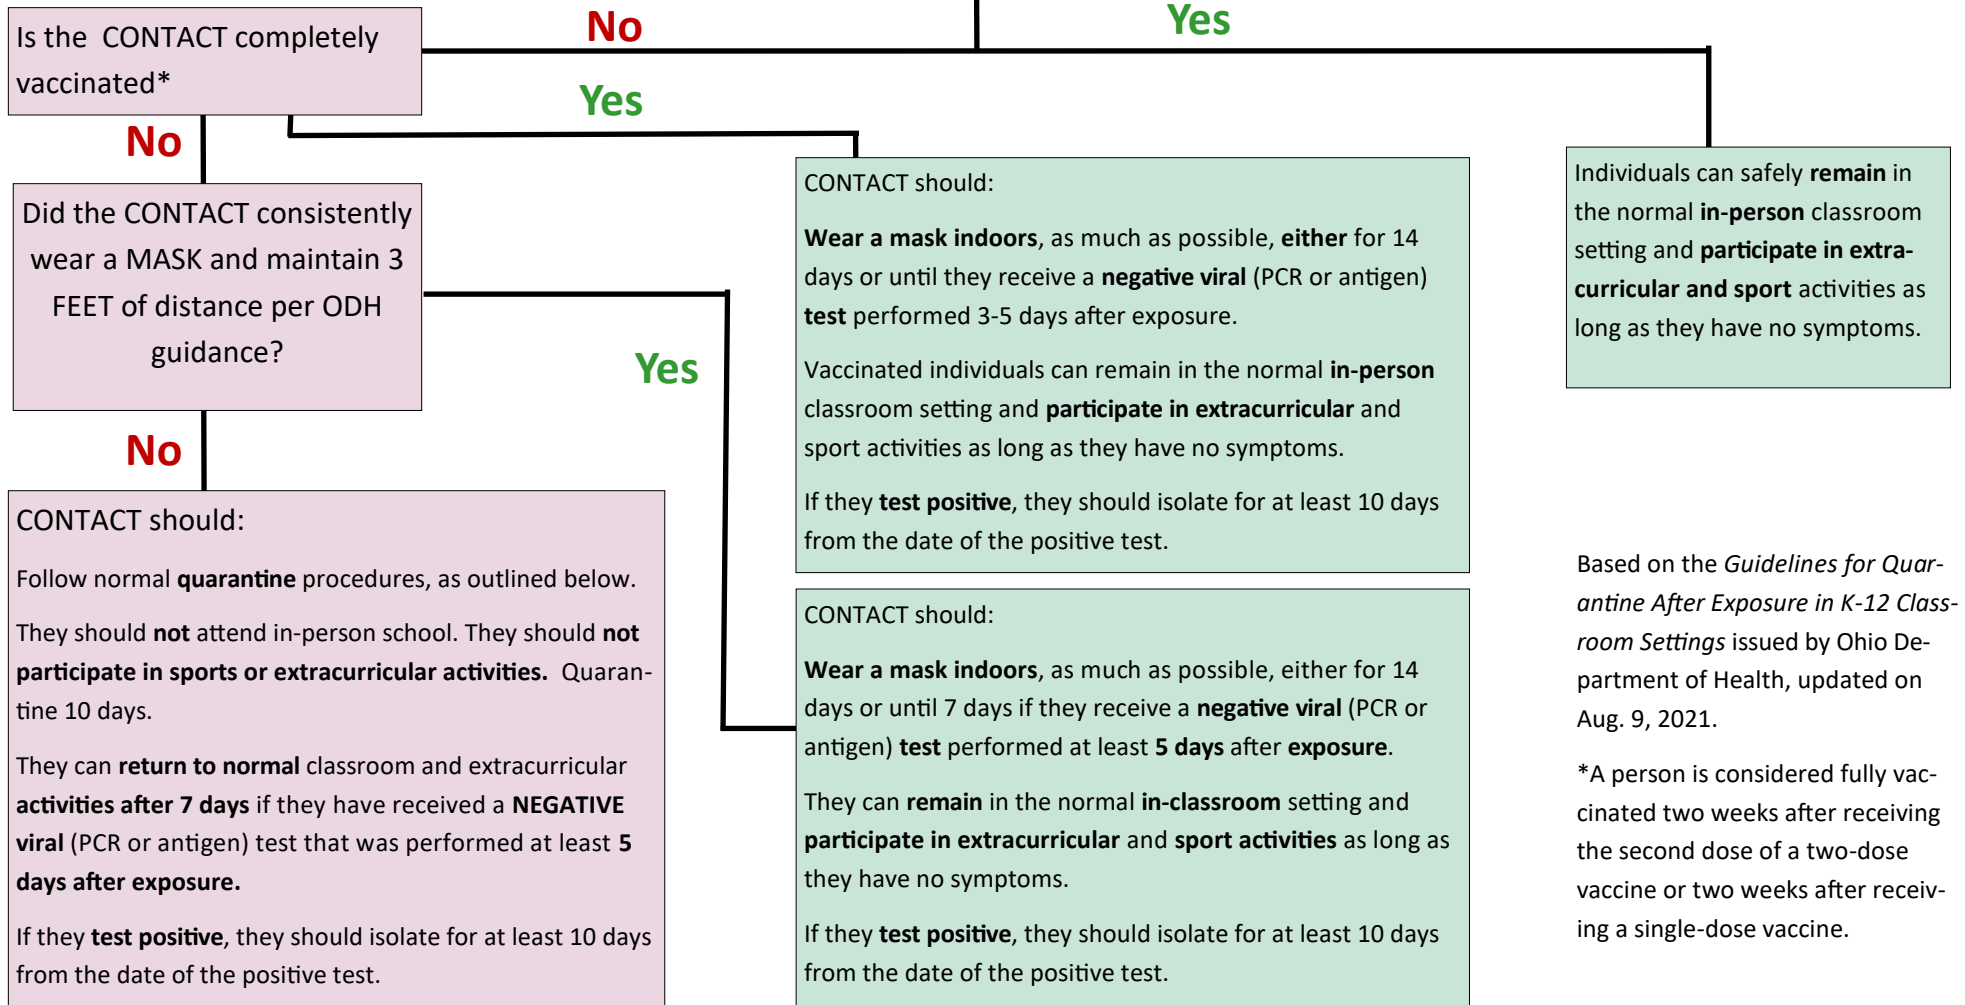 No
Yes
Is the CONTACT completely
vaccinated*
Yes
No
Did the CONTACT consistently
wear a MASK and maintain 3
FEET of distance per ODH
guidance?
Yes
No
CONTACT should:
Follow normal quarantine procedures, as outlined below.
They should not attend in-person school. They should not
participate in sports or extracurricular activities. Quaran-
tine 10 days.
They can return to normal classroom and extracurricular
activities after 7 days if they have received a NEGATIVE
viral (PCR or antigen) test that was performed at least 5
days after exposure.
If they test positive, they should isolate for at least 10 days
from the date of the positive test.
CONTACT should:
Wear a mask indoors, as much as possible, either for 14
days or until they receive a negative viral (PCR or antigen)
test performed 3-5 days after exposure.
Vaccinated individuals can remain in the normal in-person
classroom setting and participate in extracurricular and
sport activities as long as they have no symptoms.
If they test positive, they should isolate for at least 10 days
from the date of the positive test.
CONTACT should:
Wear a mask indoors, as much as possible, either for 14
days or until 7 days if they receive a negative viral (PCR or
antigen) test performed at least 5 days after exposure.
They can remain in the normal in-classroom setting and
participate in extracurricular and sport activities as long as
they have no symptoms.
If they test positive, they should isolate for at least 10 days
from the date of the positive test.
Individuals can safely remain in
the normal in-person classroom
setting and participate in extra-
curricular and sport activities as
long as they have no symptoms.
Based on the Guidelines for Quar-
antine After Exposure in K-12 Class-
room Settings issued by Ohio De-
partment of Health, updated on
Aug. 9, 2021.
*A person is considered fully vac-
cinated two weeks after receiving
the second dose of a two-dose
vaccine or two weeks after receiv-
ing a single-dose vaccine.